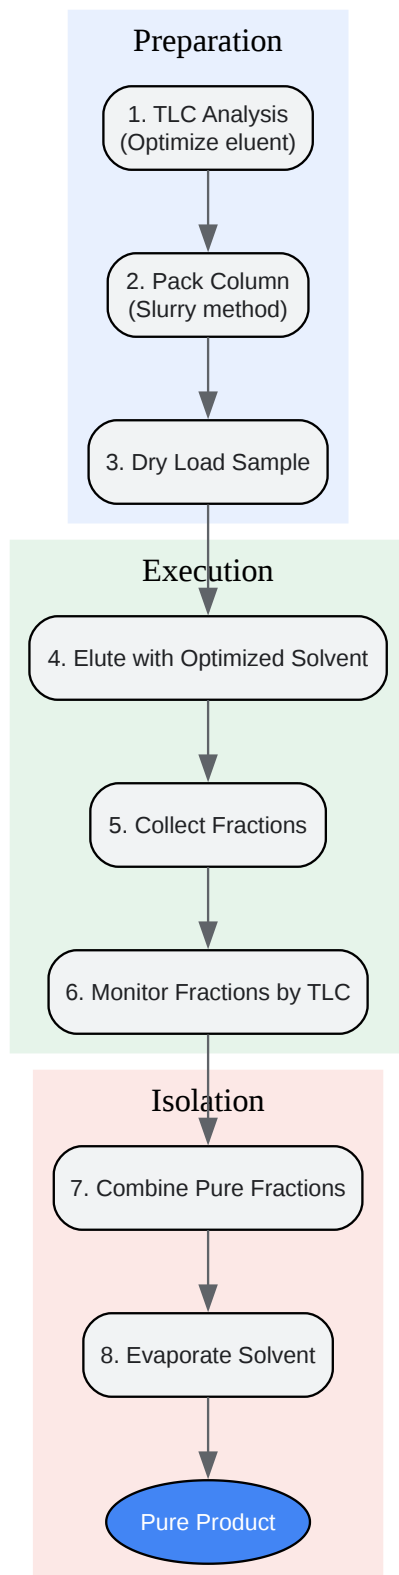 Preparation
1. TLC Analysis
(Optimize eluent)
2. Pack Column
(Slurry method)
3. Dry Load Sample
Execution
4. Elute with Optimized Solvent
5. Collect Fractions
6. Monitor Fractions by TLC
Isolation
7. Combine Pure Fractions
8. Evaporate Solvent
Pure Product